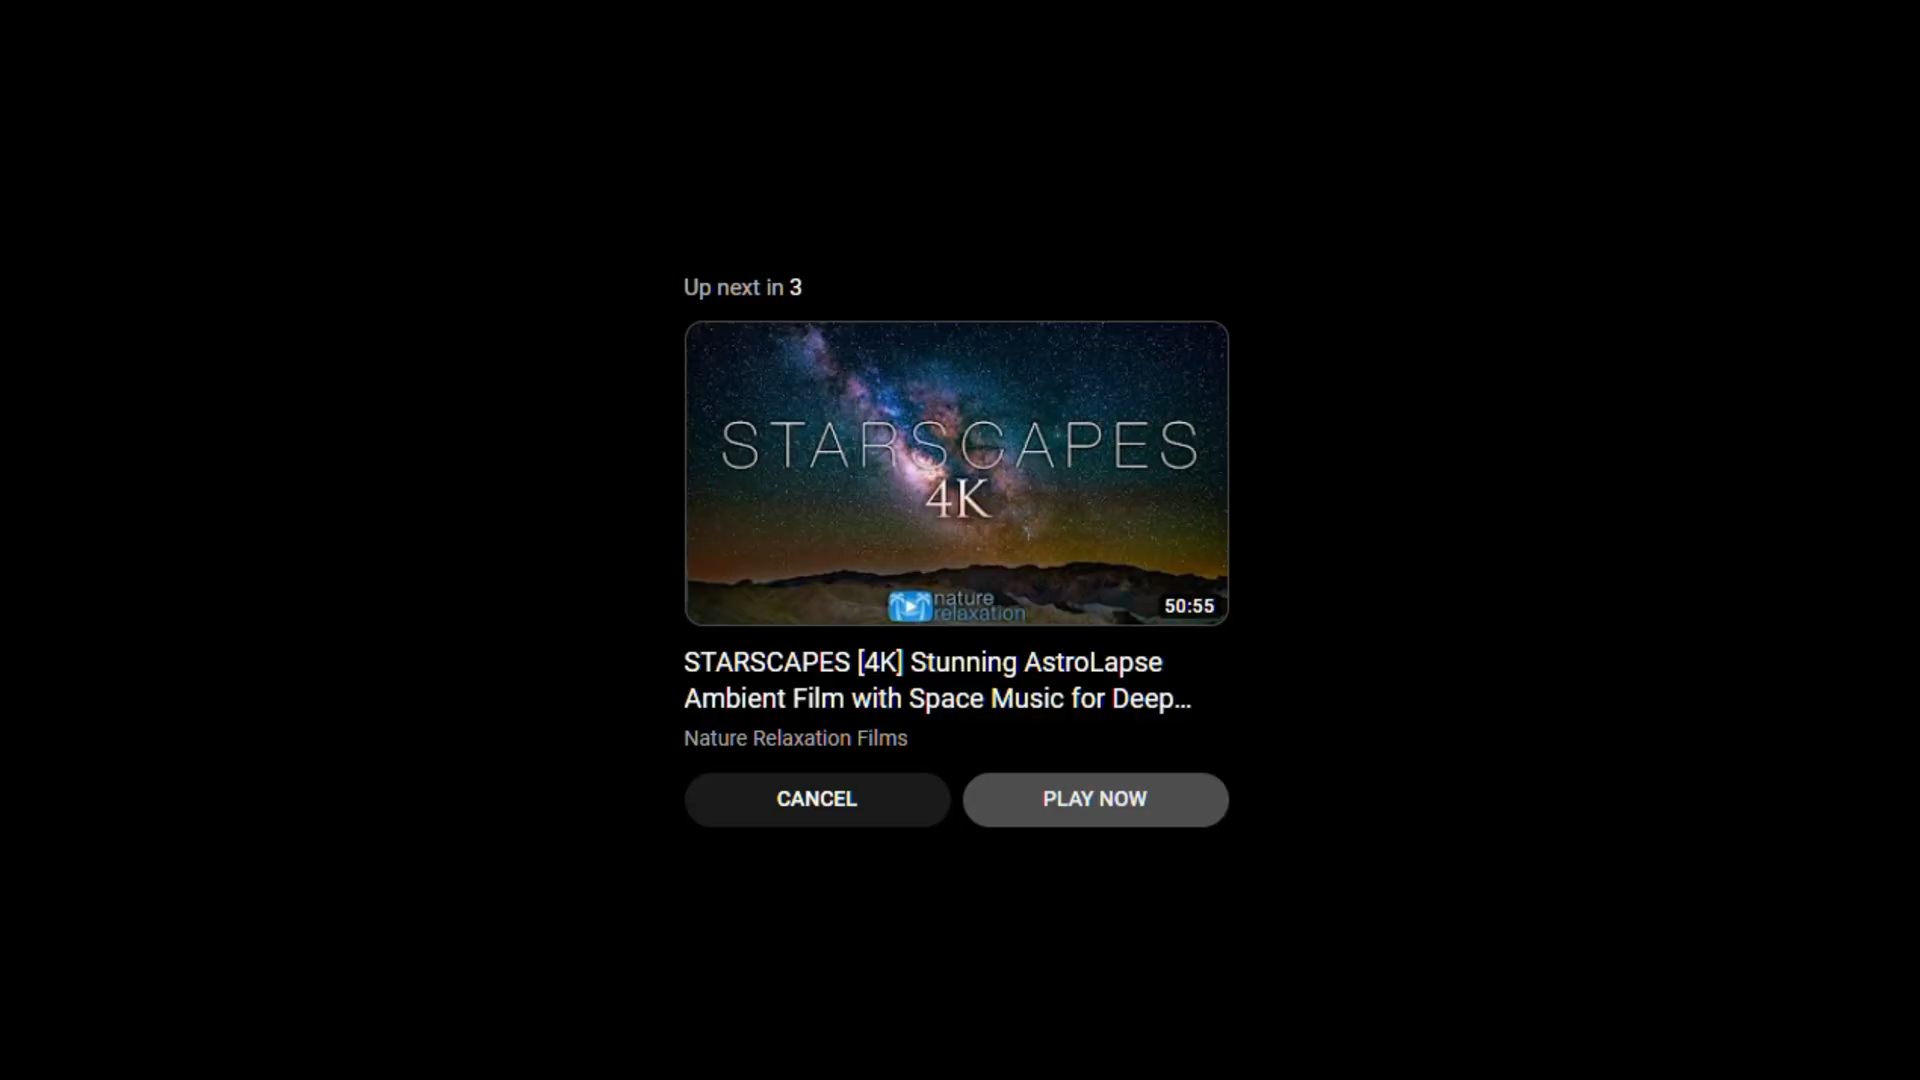 Up next in 3
STARSCAPES
4K
nature
relaxation
50:55
STARSCAPES [4K] Stunning AstroLapse
Ambient Film with Space Music for Deep...
Nature Relaxation Films
CANCEL
PLAY NOW